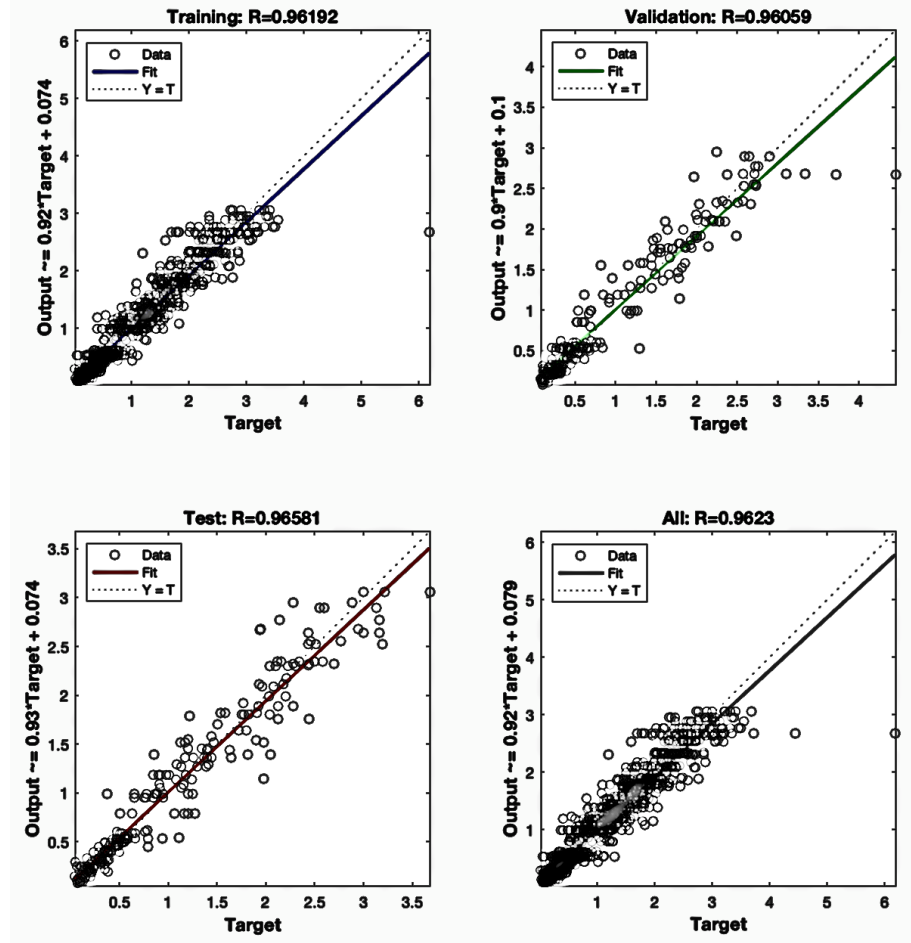 Training: R=0.96192
Output ~= 0.92*Target + 0.074
6
5
4
3
2
1
Data
Fit
Y = T
1 2 3 4 5 6
Target
Validation: R=0.96059
Output ~= 0.9*Target + 0.1
4
3.5
3
2.5
2
1.5
1
0.5
Data
Fit
Y = T
0.5 1 1.5 2 2.5 3 3.5 4
Target
Test: R=0.96581
Output ~= 0.93*Target + 0.074
3.5
3
2.5
2
1.5
1
0.5
Data
Fit
Y = T
0.5 1 1.5 2 2.5 3 3.5
Target
All: R=0.9623
Output ~= 0.92*Target + 0.079
6
5
4
3
2
1
Data
Fit
Y = T
1 2 3 4 5 6
Target